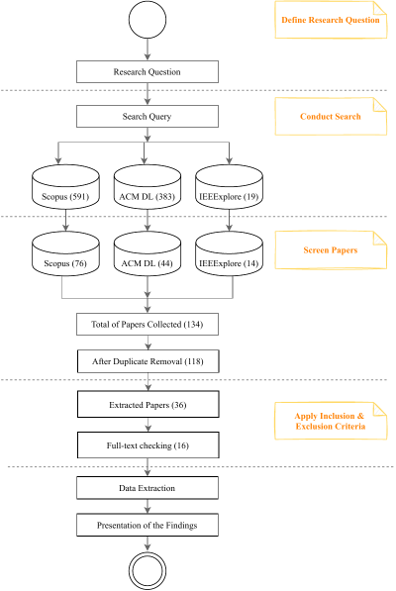 Define Research Question
Research Question
Search Query
Conduct Search
Scopus (591)
ACM DL (383)
IEEExplore (19)
Scopus (76)
ACM DL (44)
IEEExplore (14)
Screen Papers
Total of Papers Collected (134)
After Duplicate Removal (118)
Extracted Papers (36)
Apply Inclusion &
Exclusion Criteria
Full-text checking (16)
Data Extraction
Presentation of the Findings